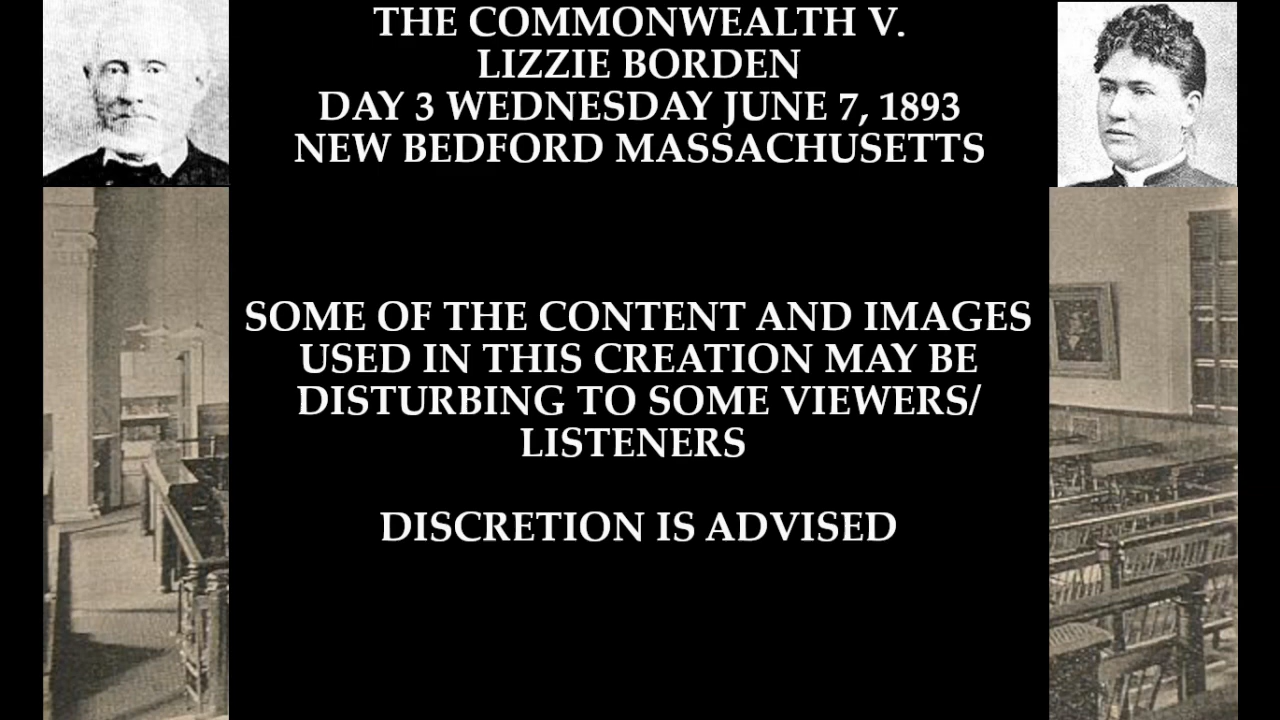 THE COMMONWEALTH V.
LIZZIE BORDEN
DAY 3 WEDNESDAY JUNE 7, 1893
NEW BEDFORD MASSACHUSETTS
SOME OF THE CONTENT AND IMAGES
USED IN THIS CREATION MAY BE
DISTURBING TO SOME VIEWERS/
LISTENERS
DISCRETION IS ADVISED